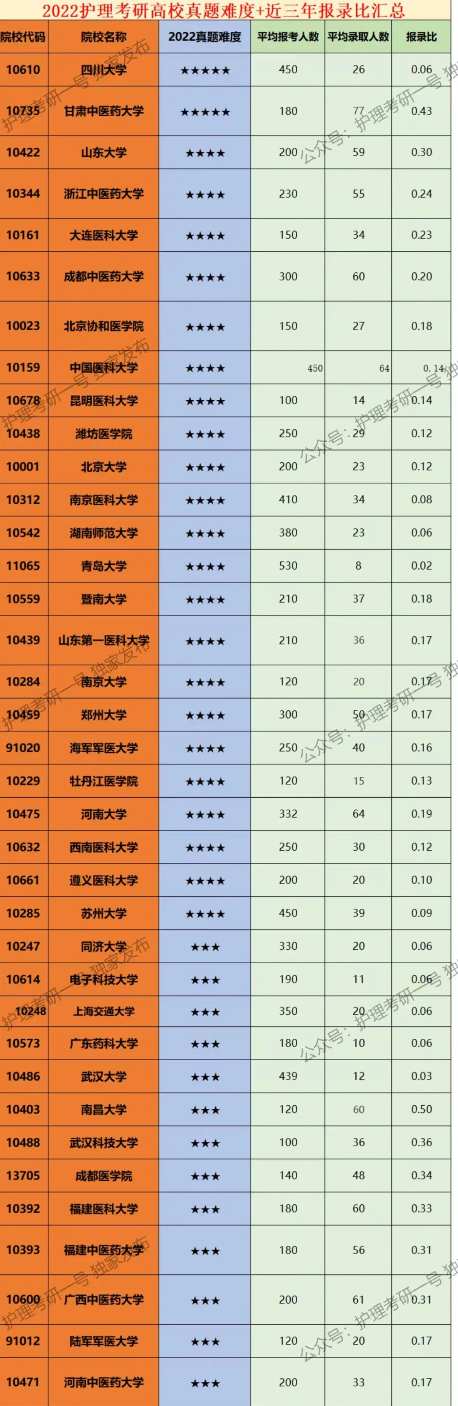 2022护理考研高校真题难度+近三年报录比汇总
院校代码 院校名称 2022真题难度 平均报考人数 平均录取人数 报录比
10610 四川大学 ★★★★★ 450 26 0.06
10735 甘肃中医药大学 ★★★★★ 180 77 0.43
10422 山东大学 ★★★★ 200 59 0.30
10344 浙江中医药大学 ★★★★ 230 55 0.24
10161 大连医科大学 ★★★★ 150 34 0.23
10633 成都中医药大学 ★★★★ 300 60 0.20
10023 北京协和医学院 ★★★★ 150 27 0.18
10159 中国医科大学 ★★★★ 450 64 0.14
10678 昆明医科大学 ★★★★ 100 14 0.14
10438 潍坊医学院 ★★★★ 250 29 0.12
10001 北京大学 ★★★★ 200 23 0.12
10312 南京医科大学 ★★★★ 410 34 0.08
10542 湖南师范大学 ★★★★ 380 23 0.06
11065 青岛大学 ★★★★ 530 8 0.02
10559 暨南大学 ★★★★ 210 37 0.18
10439 山东第一医科大学 ★★★★ 210 36 0.17
10284 南京大学 ★★★★ 120 20 0.17
10459 郑州大学 ★★★★ 300 50 0.17
91020 海军军医大学 ★★★★ 250 40 0.16
10229 牡丹江医学院 ★★★★ 120 15 0.13
10475 河南大学 ★★★★ 332 64 0.19
10632 西南医科大学 ★★★★ 250 30 0.12
10661 遵义医科大学 ★★★★ 200 20 0.10
10285 苏州大学 ★★★★ 450 39 0.09
10247 同济大学 ★★★ 330 20 0.06
10614 电子科技大学 ★★★ 190 11 0.06
10248 上海交通大学 ★★★ 350 20 0.06
10573 广东药科大学 ★★★ 180 10 0.06
10486 武汉大学 ★★★ 439 12 0.03
10403 南昌大学 ★★★ 120 60 0.50
10488 武汉科技大学 ★★★ 100 36 0.36
13705 成都医学院 ★★★ 140 48 0.34
10392 福建医科大学 ★★★ 180 60 0.33
10393 福建中医药大学 ★★★ 180 56 0.31
10600 广西中医药大学 ★★★ 200 61 0.31
91012 陆军军医大学 ★★★ 120 20 0.17
10471 河南中医药大学 ★★★ 200 33 0.17